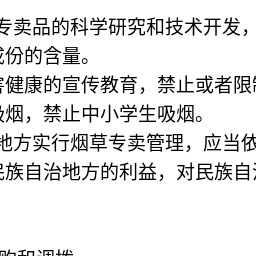 专卖品的科学研究和技术开发，
成份的含量。
害健康的宣传教育，禁止或者限制
吸烟，禁止中小学生吸烟。
地方实行烟草专卖管理，应当依
民族自治地方的利益，对民族自治
购和调拨